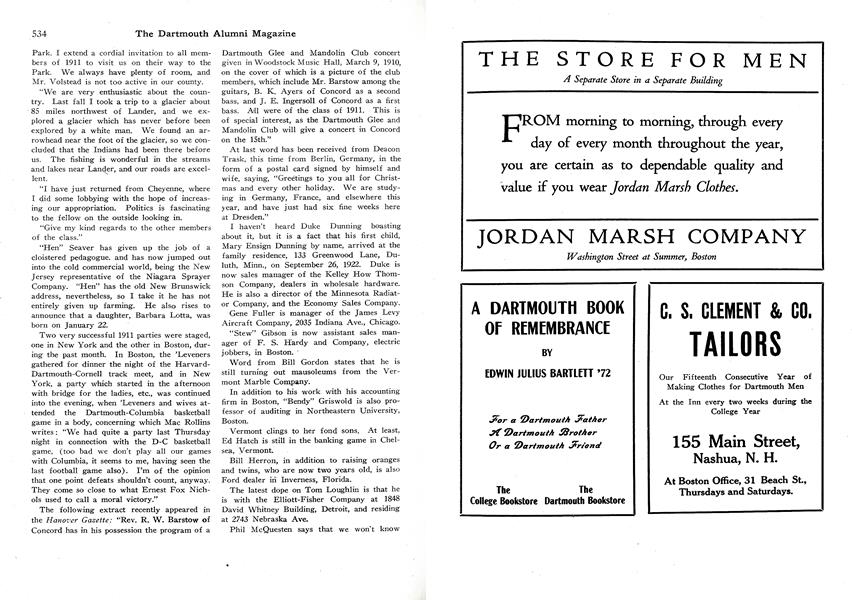 534
The Dartmouth Alumni Magazine
Park. I extend a cordial invitation to all mem-
bers of 1911 to visit us on their way to the
Park. We always have plenty of room, and
Mr. Volstead is not too active in our county.
"We are very enthusiastic about the coun-
try. Last fall I took a trip to a glacier about
85 miles northwest of Lander, and we ex-
plored a glacier which has never before been
explored by a white man. We found an ar-
rowhead near the foot of the glacier, so we con-
cluded that the Indians had been there before
us. The fishing is wonderful in the streams
and lakes near Lander, and our roads are excel-
lent.
"I have just returned from Cheyenne, where
I did some lobbying with the hope of increas-
ing our appropriation. Politics is fascinating
to the fellow on the outside looking in.
"Give my kind regards to the other members
of the class."
"Hen" Seaver has given up the job of a
cloistered pedagogue. and has now jumped out
into the cold commercial world, being the New
Jersey representative of the Niagara Sprayer
Company. "Hen" has the old New Brunswick
address, nevertheless, so I take it he has not
entirely given up farming. He also rises to
announce that a daughter, Barbara Lotta, was
born on January 22.
Two very successful 1911 parties were staged,
one in New York and the other in Boston, dur-
ing the past month. In Boston, the 'Leveners
gathered for dinner the night of the Harvard-
Dartmouth-Cornell track meet, and in New
York, a party which started in the afternoon
with bridge for the ladies, etc., was continued
into the evening, when 'Leveners and wives at-
tended the Dartmouth-Columbia basketball
game in a body, concerning which Mac Rollins
writes: "We had quite a party last Thursday
night in connection with the D-C basketball
game, (too bad we don't play all our games
with Columbia, it seems to me, having seen the
last football game also). I'm of the opinion
that one point defeats shouldn't count, anyway.
They come so close to what Ernest Fox Nich-
ols used to call a moral victory."
The following extract recently appeared in
the Hanover Gazette: "Rev. R. W. Barstow of
Concord has in his possession the program of a
Dartmouth Glee and Mandolin Club concert
given in Woodstock Music Hall, March 9, 1910,
on the cover of which is a picture of the club
members, which include Mr. Barstow among the
guitars, B. K. Ayers of Concord as a second
bass, and J. E. Ingersoll of Concord as a first
bass. All were of the class of 1911. This is
of special interest, as the Dartmouth Glee and
Mandolin Club will give a concert in Concord
on the 15th."
At last word has been received from Deacon
Trask, this time from Berlin, Germany, in the
form of a postal card signed by himself and
wife, saying, "Greetings to you all for Christ-
mas and every other holiday. We are study-
ing in Germany, France, and elsewhere this
year, and have just had six fine weeks here
at Dresden."
I haven't heard Duke Dunning boasting
about it, but it is a fact that his first child,
Mary Ensign Dunning by name, arrived at the
family residence, 133 Greenwood Lane, Du-
luth, Minn., on September 26, 1922. Duke is
now sales manager of the Kelley How Thom-
son Company, dealers in wholesale hardware.
He is also a director of the Minnesota Radiat-
or Company, and the Economy Sales Company.
Gene Fuller is manager of the James Levy
Aircraft Company, 2035 Indiana Ave., Chicago.
"Stew" Gibson is now assistant sales man-
ager of F. S. Hardy and Company, electric
jobbers, in Boston.
Word from Bill Gordon states that he is
still turning out mausoleums from the Ver-
mont Marble Company.
In addition to his work with his accounting
firm in Boston, "Bendy" Griswold is also pro-
fessor of auditing in Northeastern University,
Boston.
Vermont clings to her fond sons. At least,
Ed Hatch is still in the banking game in Chel-
sea, Vermont.
Bill Herron, in addition to raising oranges
and twins, who are now two years old, is also
Ford dealer in Inverness, Florida.
The latest dope on Tom Loughlin is that he
is with the Elliott-Fisher Company at 1848
David Whitney Building, Detroit, and residing
at 2743 Nebraska Ave.
Phil McQuesten says that we won't know
THE STORE FOR MEN
A Separate Store in a Separate Building
FROM morning to morning, through every
day of every month throughout the year,
you are certain as to dependable quality and
value if you wear Jordan Marsh Clothes.
JORDAN MARSH COMPANY
Washington Street at Summer, Boston
A DARTMOUTH BOOK
OF REMEMBRANCE
BY
EDWIN JULIUS BARTLETT '72
For a Dartmouth Father
A Dartmouth Brother
Or a Dartmouth Friend
The
College Bookstore
The
Dartmouth Bookstore
C. S. CLEMENT & CO.
TAILORS
Our Fifteenth Consecutive Year of
Making Clothes for Dartmouth Men
At the Inn every two weeks during the
College Year
155 Main Street,
Nashua, N. H.
At Boston Office, 31 Beach St.,
Thursdays and Saturdays.